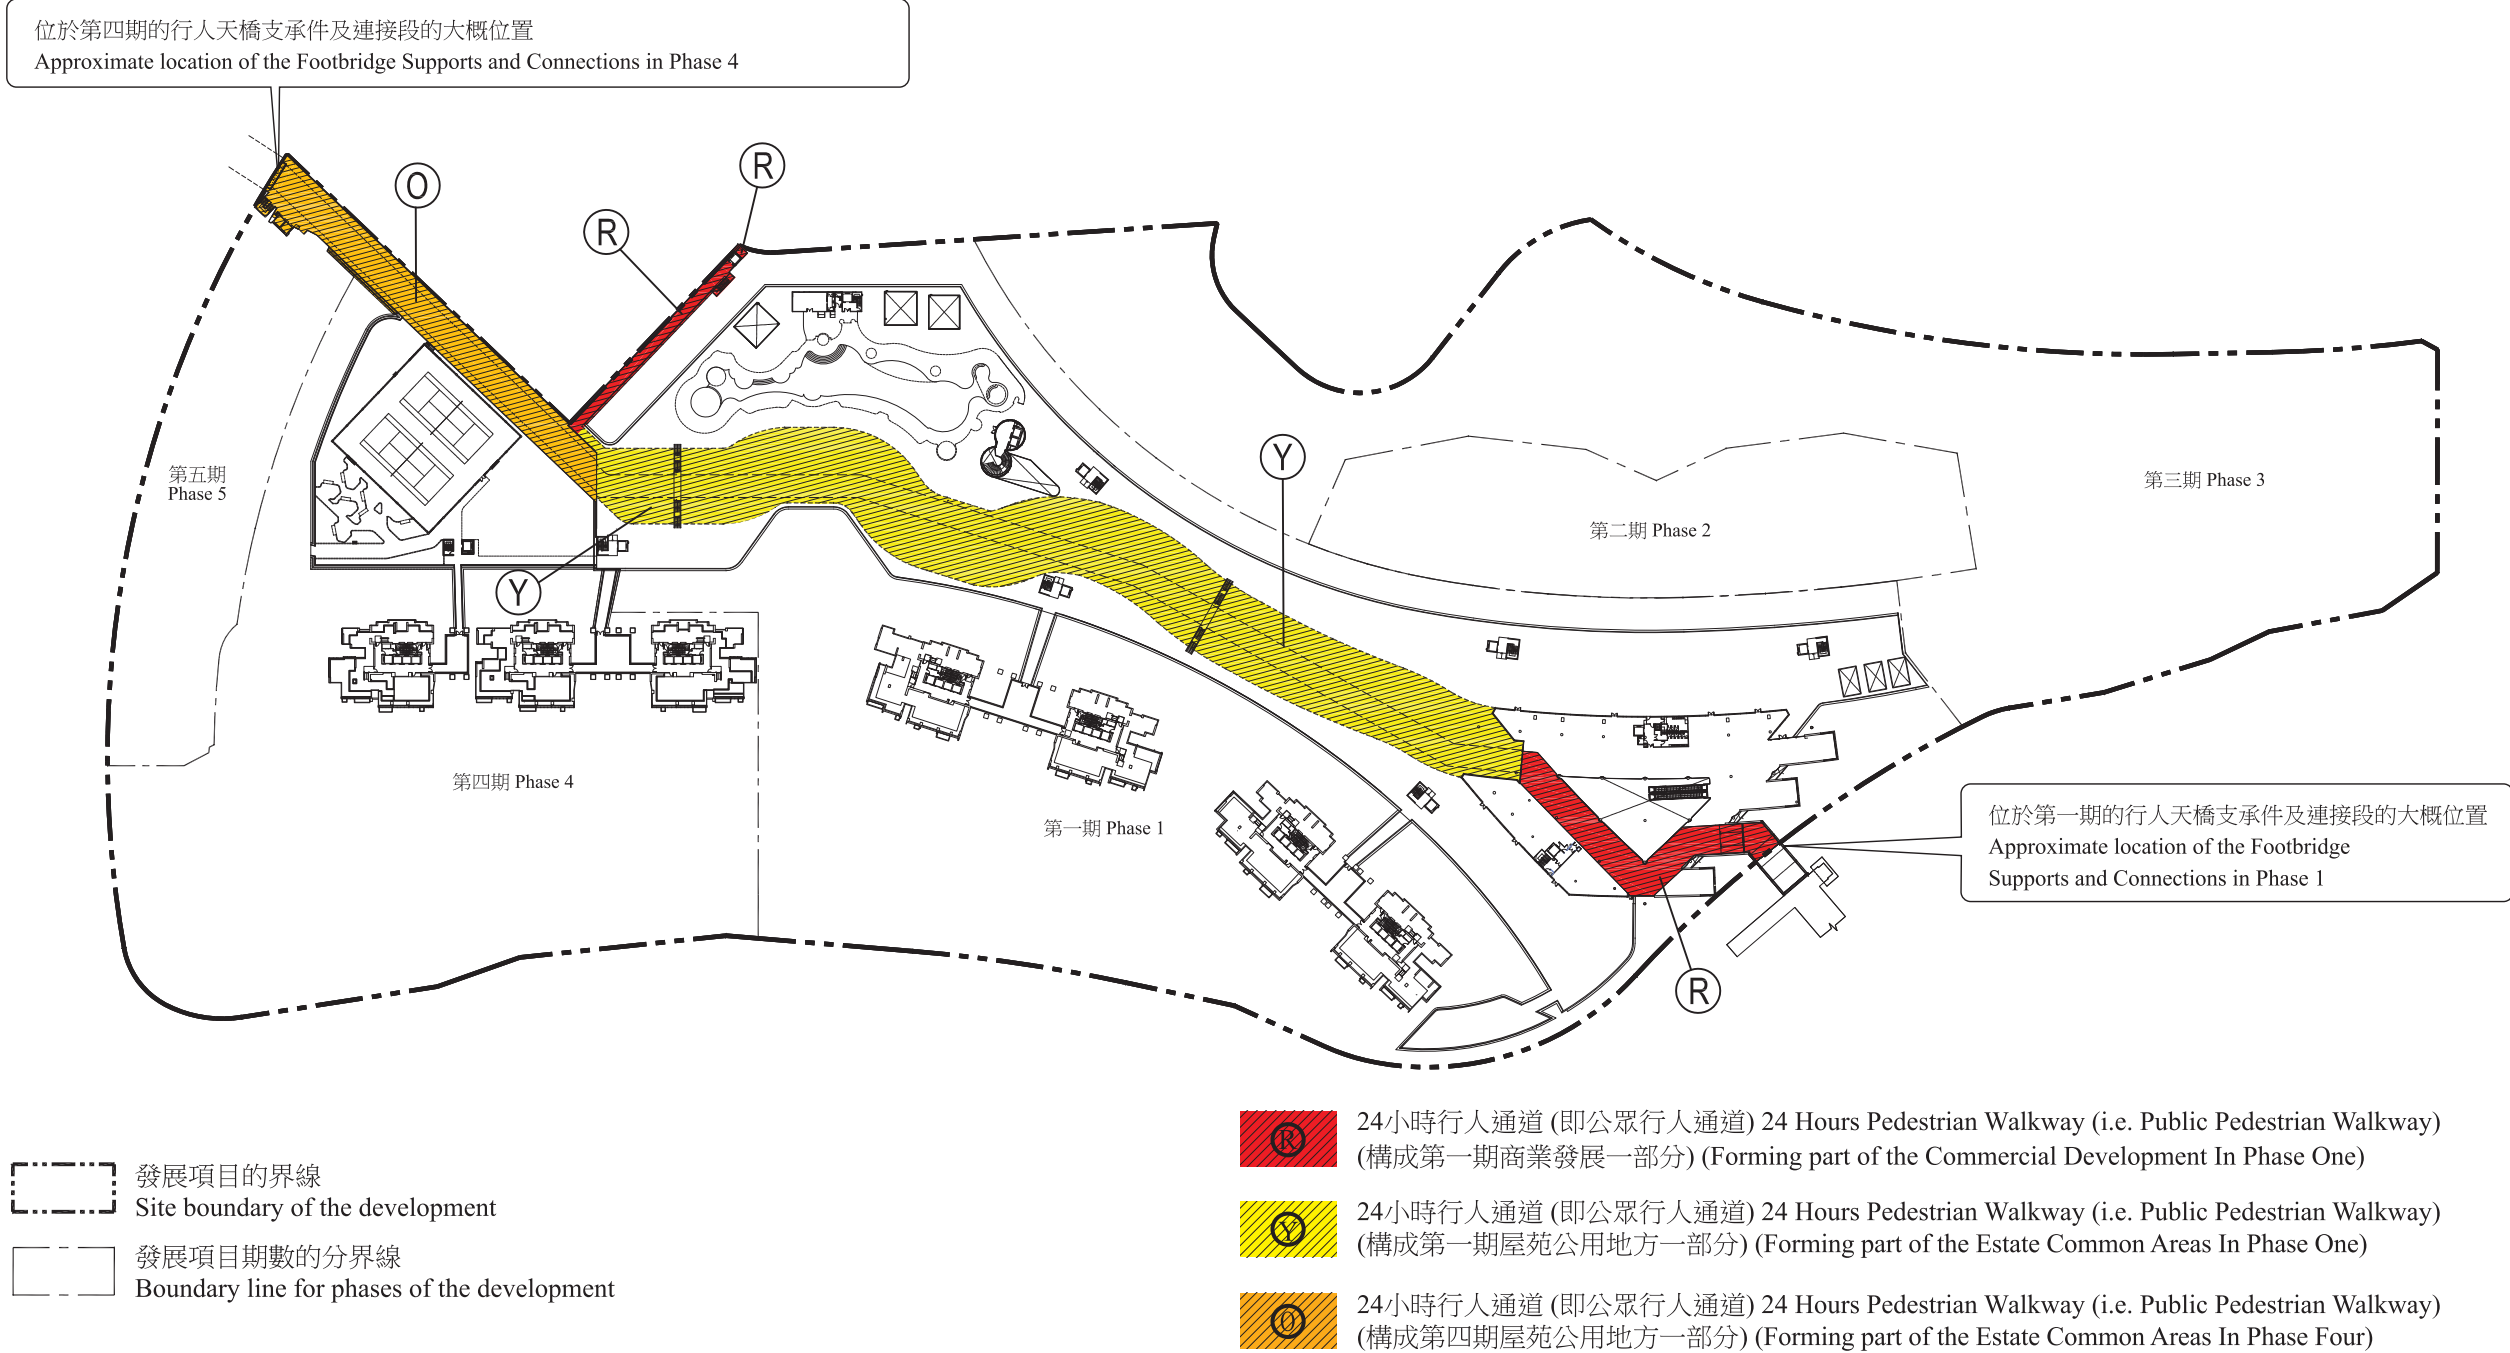 位於第四期的行人天橋支承件及連接段的大概位置
Approximate location of the Footbridge Supports and Connections in Phase 4
O
R
R
Y
第五期
Phase 5
第三期 Phase 3
第二期 Phase 2
Y
第四期 Phase 4
第一期 Phase 1
位於第一期的行人天橋支承件及連接段的大概位置
Approximate location of the Footbridge
Supports and Connections in Phase 1
R
發展項目的界線
Site boundary of the development
發展項目期數的分界線
Boundary line for phases of the development
R
24小時行人通道 (即公眾行人通道) 24 Hours Pedestrian Walkway (i.e. Public Pedestrian Walkway)
(構成第一期商業發展一部分) (Forming part of the Commercial Development In Phase One)
Y
24小時行人通道 (即公眾行人通道) 24 Hours Pedestrian Walkway (i.e. Public Pedestrian Walkway)
(構成第一期屋苑公用地方一部分) (Forming part of the Estate Common Areas In Phase One)
O
24小時行人通道 (即公眾行人通道) 24 Hours Pedestrian Walkway (i.e. Public Pedestrian Walkway)
(構成第四期屋苑公用地方一部分) (Forming part of the Estate Common Areas In Phase Four)